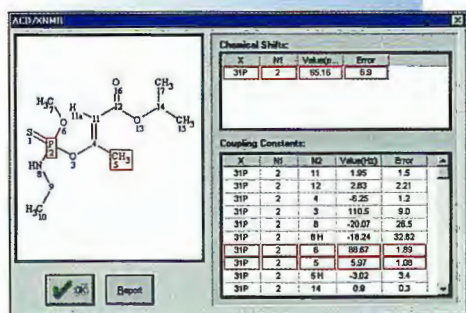 ACD/XNMR
Chemical Shifts:
X N1 Value(p... Error
31P 2 65.16 6.9
O
16
CH₃
17
H
11a
11
12
O
13
14
CH₃
15
H₃C
7
O
6
S
1
P
2
O
3
CH₃
5
HN
8
9
H₃C
10
Coupling Constants:
X N1 N2 Value(Hz) Error
31P 2 11 1.95 1.5
31P 2 12 2.83 2.21
31P 2 4 -6.25 1.2
31P 2 3 110.5 9.0
31P 2 8 -20.07 26.5
31P 2 8H -18.24 32.82
31P 2 6 88.67 1.89
31P 2 5 5.97 1.08
31P 2 5H -3.02 3.4
31P 2 14 0.9 0.3
OK
Report